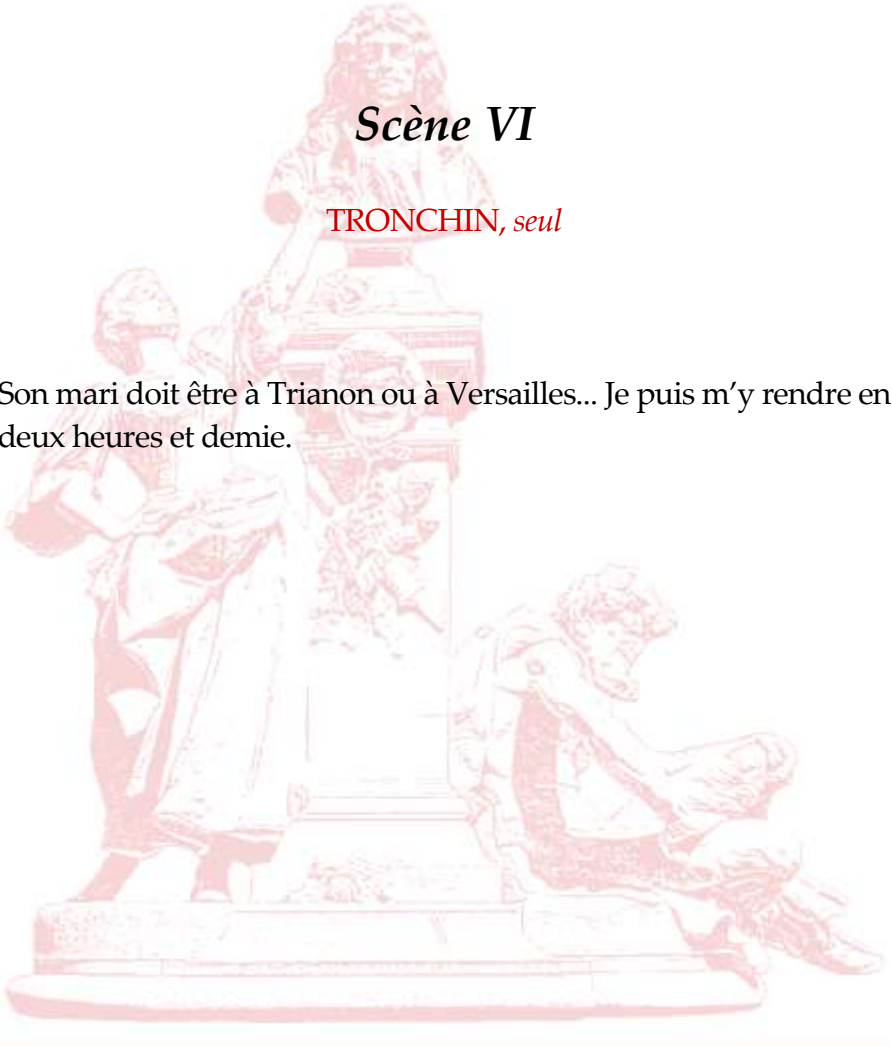 Scène VI
TRONCHIN, seul
Son mari doit être à Trianon ou à Versailles... Je puis m’y rendre en
deux heures et demie.